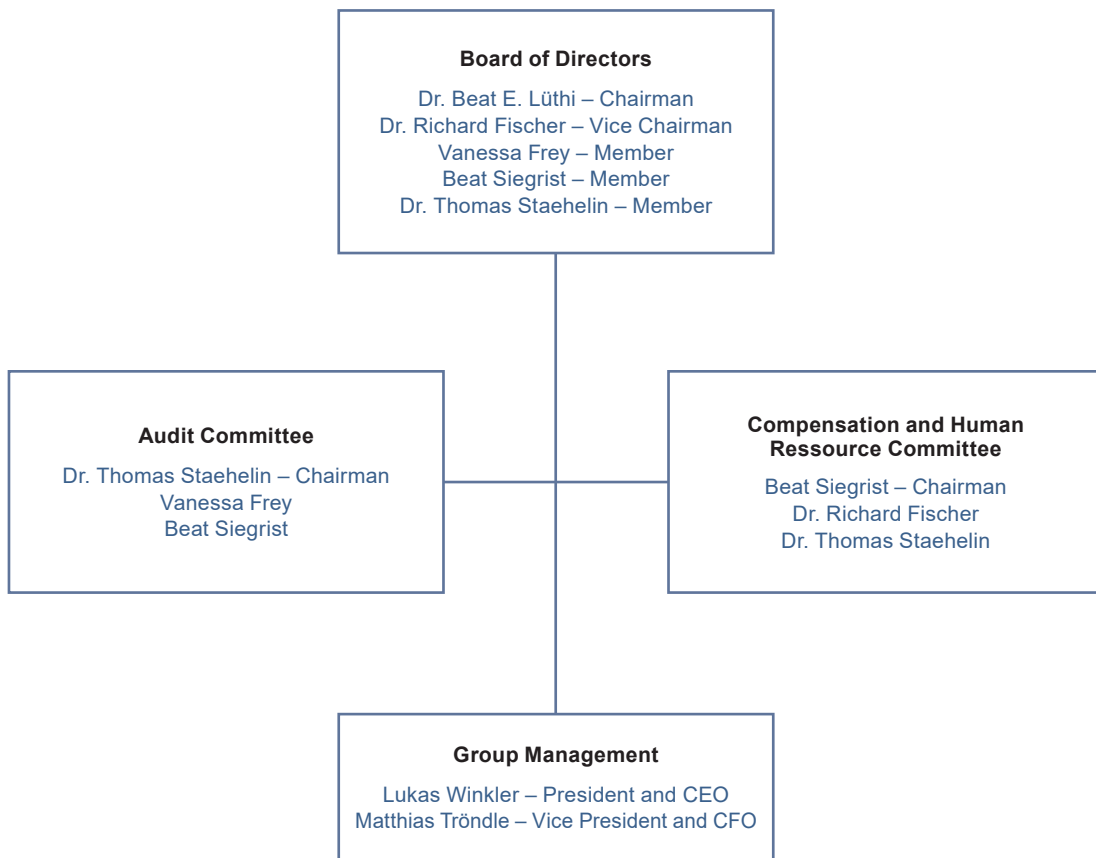 Board of Directors
Dr. Beat E. Lüthi – Chairman
Dr. Richard Fischer – Vice Chairman
Vanessa Frey – Member
Beat Siegrist – Member
Dr. Thomas Staehelin – Member
Audit Committee
Dr. Thomas Staehelin – Chairman
Vanessa Frey
Beat Siegrist
Compensation and Human
Ressource Committee
Beat Siegrist – Chairman
Dr. Richard Fischer
Dr. Thomas Staehelin
Group Management
Lukas Winkler – President and CEO
Matthias Tröndle – Vice President and CFO